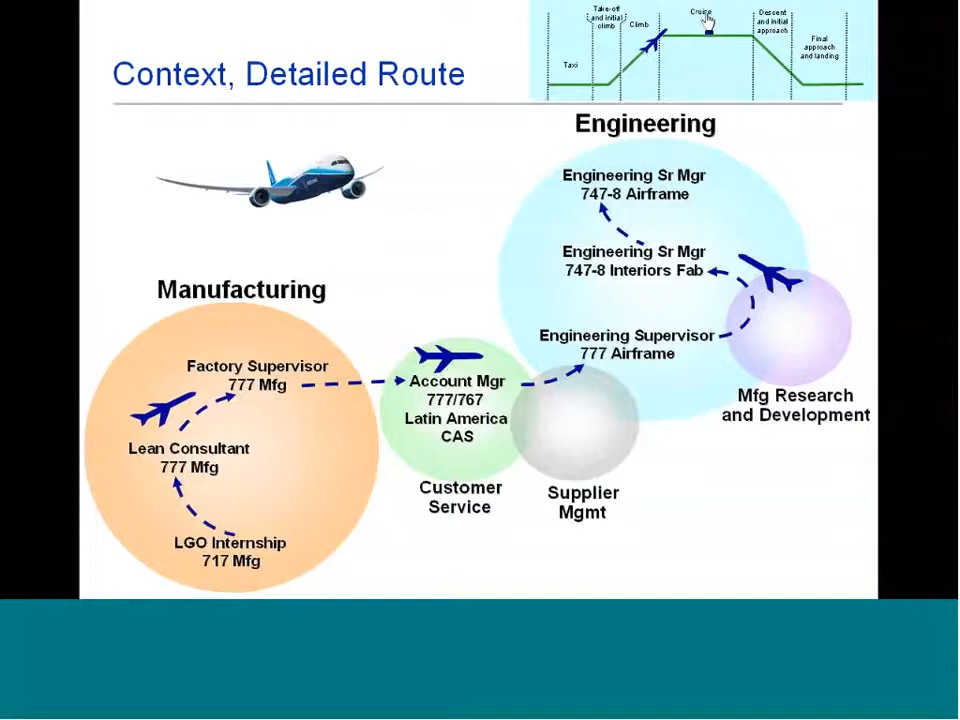 Context, Detailed Route
Taxi
Take-off
and initial
climb
Climb
Cruise
Descent
and initial
approach
Final
approach
and landing
Engineering
Engineering Sr Mgr
747-8 Airframe
Engineering Sr Mgr
747-8 Interiors Fab
Engineering Supervisor
777 Airframe
Mfg Research
and Development
Manufacturing
Factory Supervisor
777 Mfg
Lean Consultant
777 Mfg
LGO Internship
717 Mfg
Account Mgr
777/767
Latin America
CAS
Customer
Service
Supplier
Mgmt